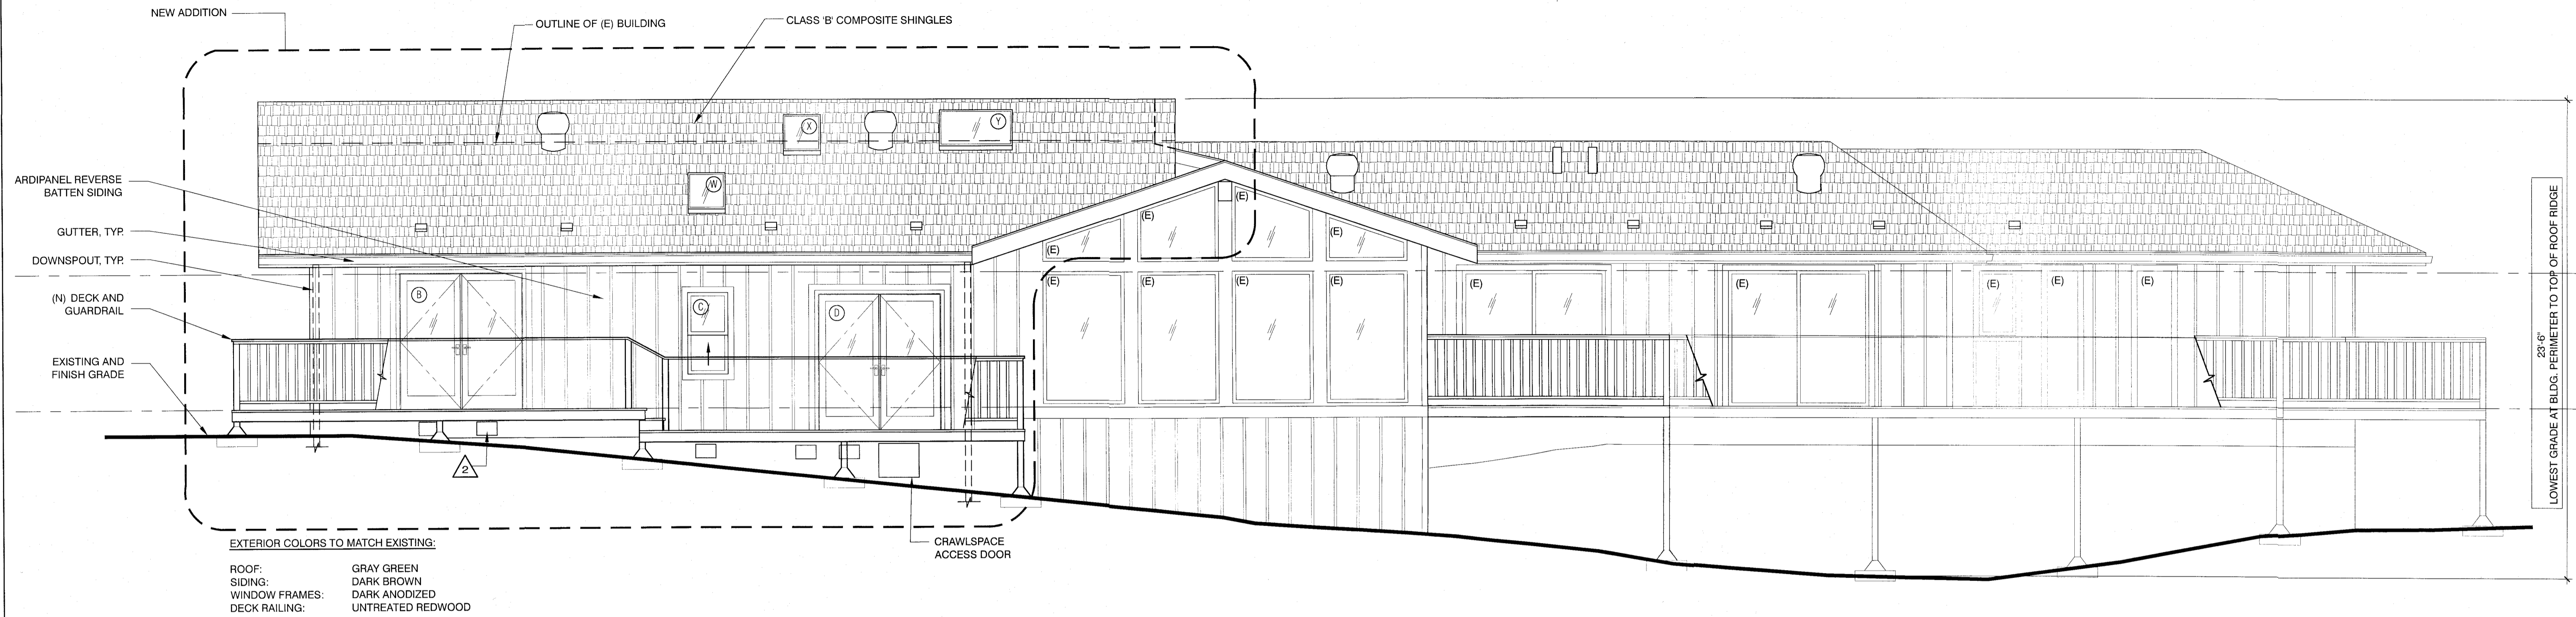 NEW ADDITION
OUTLINE OF (E) BUILDING
CLASS 'B' COMPOSITE SHINGLES
X
Y
W
ARDIPANEL REVERSE
BATTEN SIDING
GUTTER, TYP.
DOWNSPOUT, TYP.
(N) DECK AND
GUARDRAIL
EXISTING AND
FINISH GRADE
B
C
D
(E)
(E)
(E)
(E)
(E)
(E)
(E)
(E)
(E)
(E)
(E)
(E)
(E)
2
CRAWLSPACE
ACCESS DOOR
23'-6"
LOWEST GRADE AT BLDG. PERIMETER TO TOP OF ROOF RIDGE
EXTERIOR COLORS TO MATCH EXISTING:
ROOF: GRAY GREEN
SIDING: DARK BROWN
WINDOW FRAMES: DARK ANODIZED
DECK RAILING: UNTREATED REDWOOD